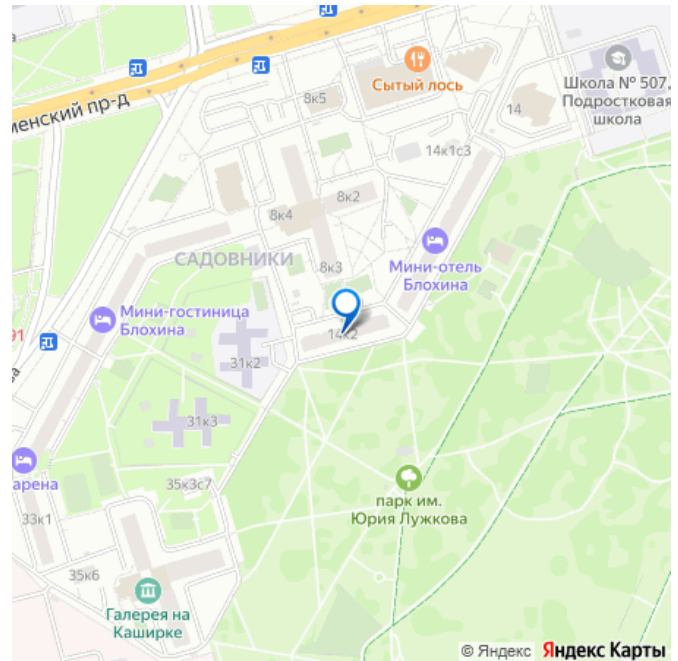 а
8к5
Сытый лось
14
Школа № 507,
Подростковая
школа
менский пр-д
14к1с3
8к2
8к4
САДОВНИКИ
8к3
Мини-отель
Блохина
Мини-гостиница
Блохина
91
14к2
31к2
а
31к3
арена
35к3с7
парк им.
Юрия Лужкова
33к1
35к6
Галерея на
Каширке
© Яндекс Яндекс Карты